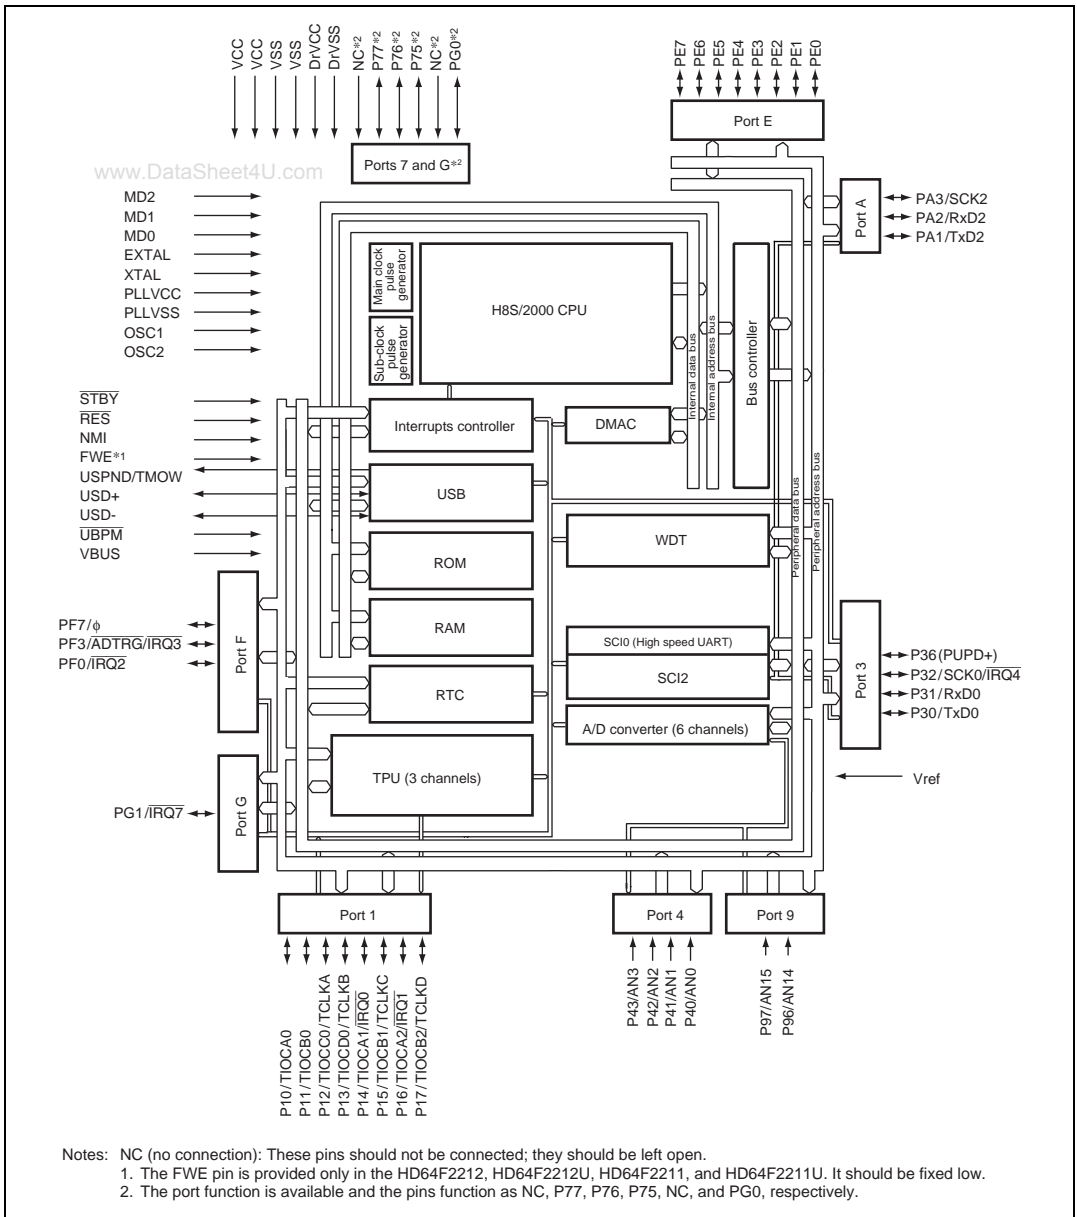 VCC
VCC
VSS
VSS
DrVCC
DrVSS
NC*2
P77*2
P76*2
P75*2
NC*2
PG0*2
PE7
PE6
PE5
PE4
PE3
PE2
PE1
PE0
Port E
Ports 7 and G*2
www.DataSheet4U.com
MD2
MD1
MD0
EXTAL
XTAL
PLLVCC
PLLVSS
OSC1
OSC2
Port A
PA3/SCK2
PA2/RxD2
PA1/TxD2
Main clock
pulse
generator
Sub-clock
pulse
generator
H8S/2000 CPU
Internal data bus
Internal address bus
Bus controller
STBY
RES
NMI
FWE*1
USPND/TMOW
USD+
USD-
UBPM
VBUS
Interrupts controller
DMAC
USB
ROM
RAM
RTC
TPU (3 channels)
WDT
SCI0 (High speed UART)
SCI2
A/D converter (6 channels)
Peripheral data bus
Peripheral address bus
PF7/ϕ
PF3/ADTRG/IRQ3
PF0/IRQ2
Port F
Port 3
P36(PUPD+)
P32/SCK0/IRQ4
P31/RxD0
P30/TxD0
Vref
PG1/IRQ7
Port G
Port 1
Port 4
Port 9
P10/TIOCA0
P11/TIOCB0
P12/TIOCC0/TCLKA
P13/TIOCD0/TCLKB
P14/TIOCA1/IRQ0
P15/TIOCB1/TCLKC
P16/TIOCA2/IRQ1
P17/TIOCB2/TCLKD
P43/AN3
P42/AN2
P41/AN1
P40/AN0
P97/AN15
P96/AN14
Notes: NC (no connection): These pins should not be connected; they should be left open.
1. The FWE pin is provided only in the HD64F2212, HD64F2212U, HD64F2211, and HD64F2211U. It should be fixed low.
2. The port function is available and the pins function as NC, P77, P76, P75, NC, and PG0, respectively.